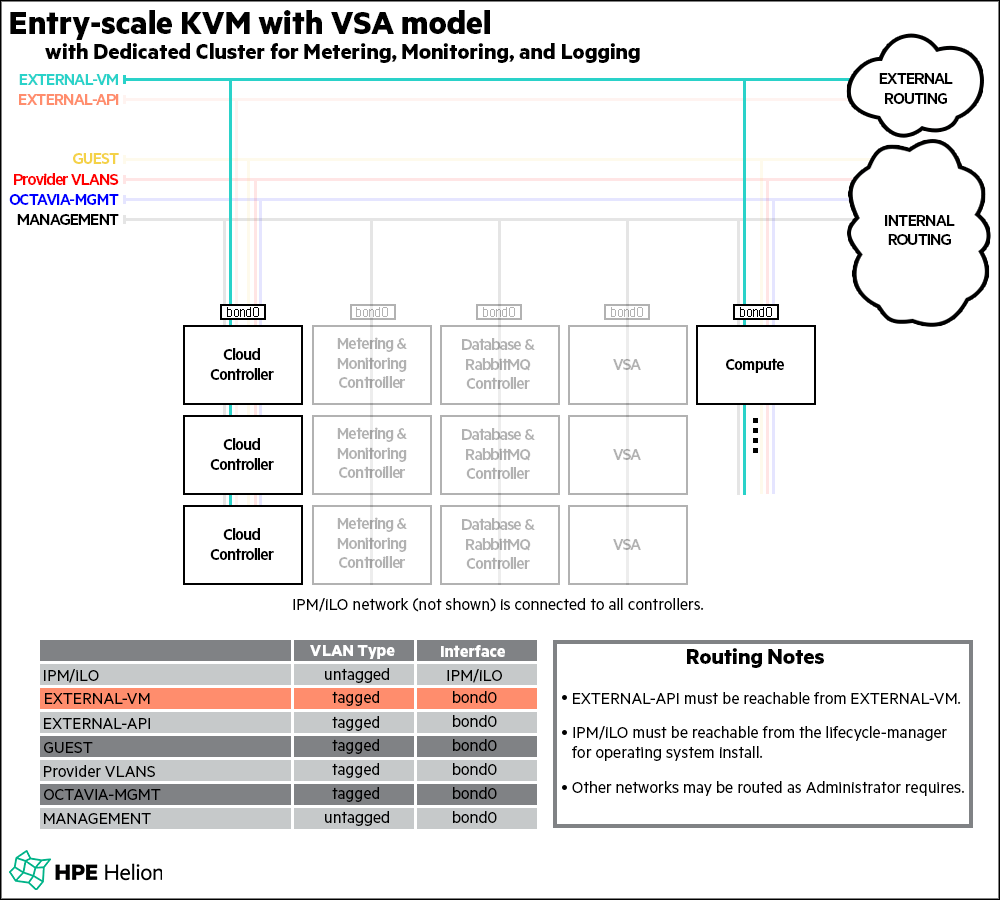 Entry-scale KVM with VSA model
with Dedicated Cluster for Metering, Monitoring, and Logging
EXTERNAL-VM
EXTERNAL-API
EXTERNAL
ROUTING
GUEST
Provider VLANS
OCTAVIA-MGMT
MANAGEMENT
INTERNAL
ROUTING
bond0 bond0 bond0 bond0 bond0
Cloud
Controller
Metering &
Monitoring
Controlller
Database &
RabbitMQ
Controller
VSA
Compute
Cloud
Controller
Metering &
Monitoring
Controlller
Database &
RabbitMQ
Controller
VSA
Cloud
Controller
Metering &
Monitoring
Controlller
Database &
RabbitMQ
Controller
VSA
IPM/ILO network (not shown) is connected to all controllers.
VLAN Type Interface
IPM/ILO untagged IPM/ILO
EXTERNAL-VM tagged bond0
EXTERNAL-API tagged bond0
GUEST tagged bond0
Provider VLANS tagged bond0
OCTAVIA-MGMT tagged bond0
MANAGEMENT untagged bond0
Routing Notes
• EXTERNAL-API must be reachable from EXTERNAL-VM.
• IPM/ILO must be reachable from the lifecycle-manager
for operating system install.
• Other networks may be routed as Administrator requires.
HPE Helion